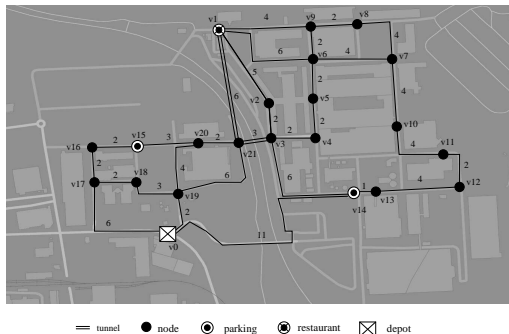 v1 4 v9 2 v8
2 4
6 v6 4 v7
5
6 2
v2 v5
2 2 v10
v15 3 v20 2 3 v3 2 v4 4 v11
v16 2 v21
2 4 2
v17 2 v18 6 6 4 v12
3 v19 1 v13
v14
6 2
v0 11
tunnel node parking restaurant depot